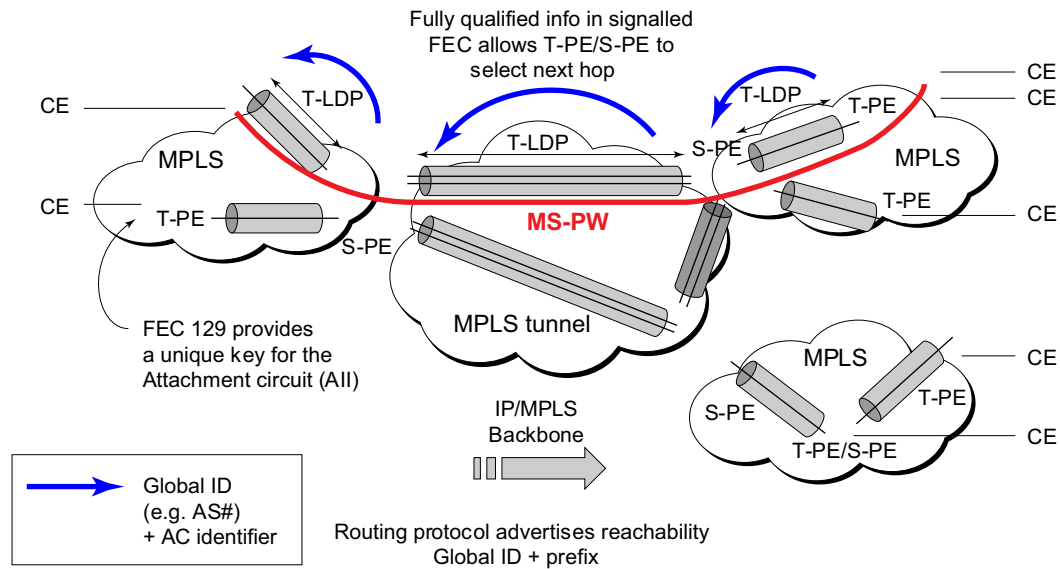 Fully qualified info in signalled
FEC allows T-PE/S-PE to
select next hop
CE
T-LDP
MPLS
CE
T-PE
S-PE
FEC 129 provides
a unique key for the
Attachment circuit (AII)
T-LDP
MS-PW
MPLS tunnel
IP/MPLS
Backbone
T-LDP
T-PE
S-PE
MPLS
T-PE
CE
CE
CE
MPLS
S-PE
T-PE
T-PE/S-PE
CE
CE
Global ID
(e.g. AS#)
+ AC identifier
Routing protocol advertises reachability
Global ID + prefix